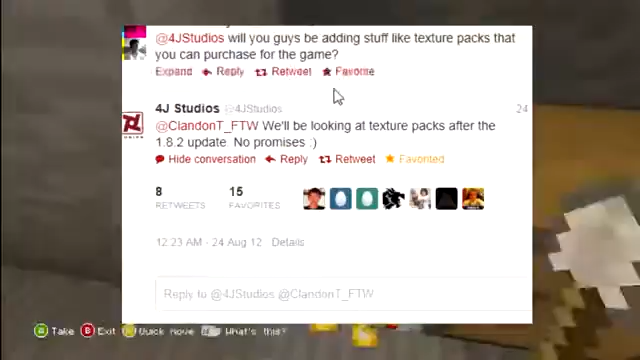 @4JStudios will you guys be adding stuff like texture packs that
you can purchase for the game?
Expand Reply Retweet Favorite
4J Studios @4JStudios 24
@ClandonT_FTW We'll be looking at texture packs after the
1.8.2 update. No promises :)
Hide conversation Reply Retweet Favorited
8 15
RETWEETS FAVORITES
12:23 AM - 24 Aug 12 Details
Reply to @4JStudios @ClandonT_FTW
A Take B Exit Y Quick Move What's this?